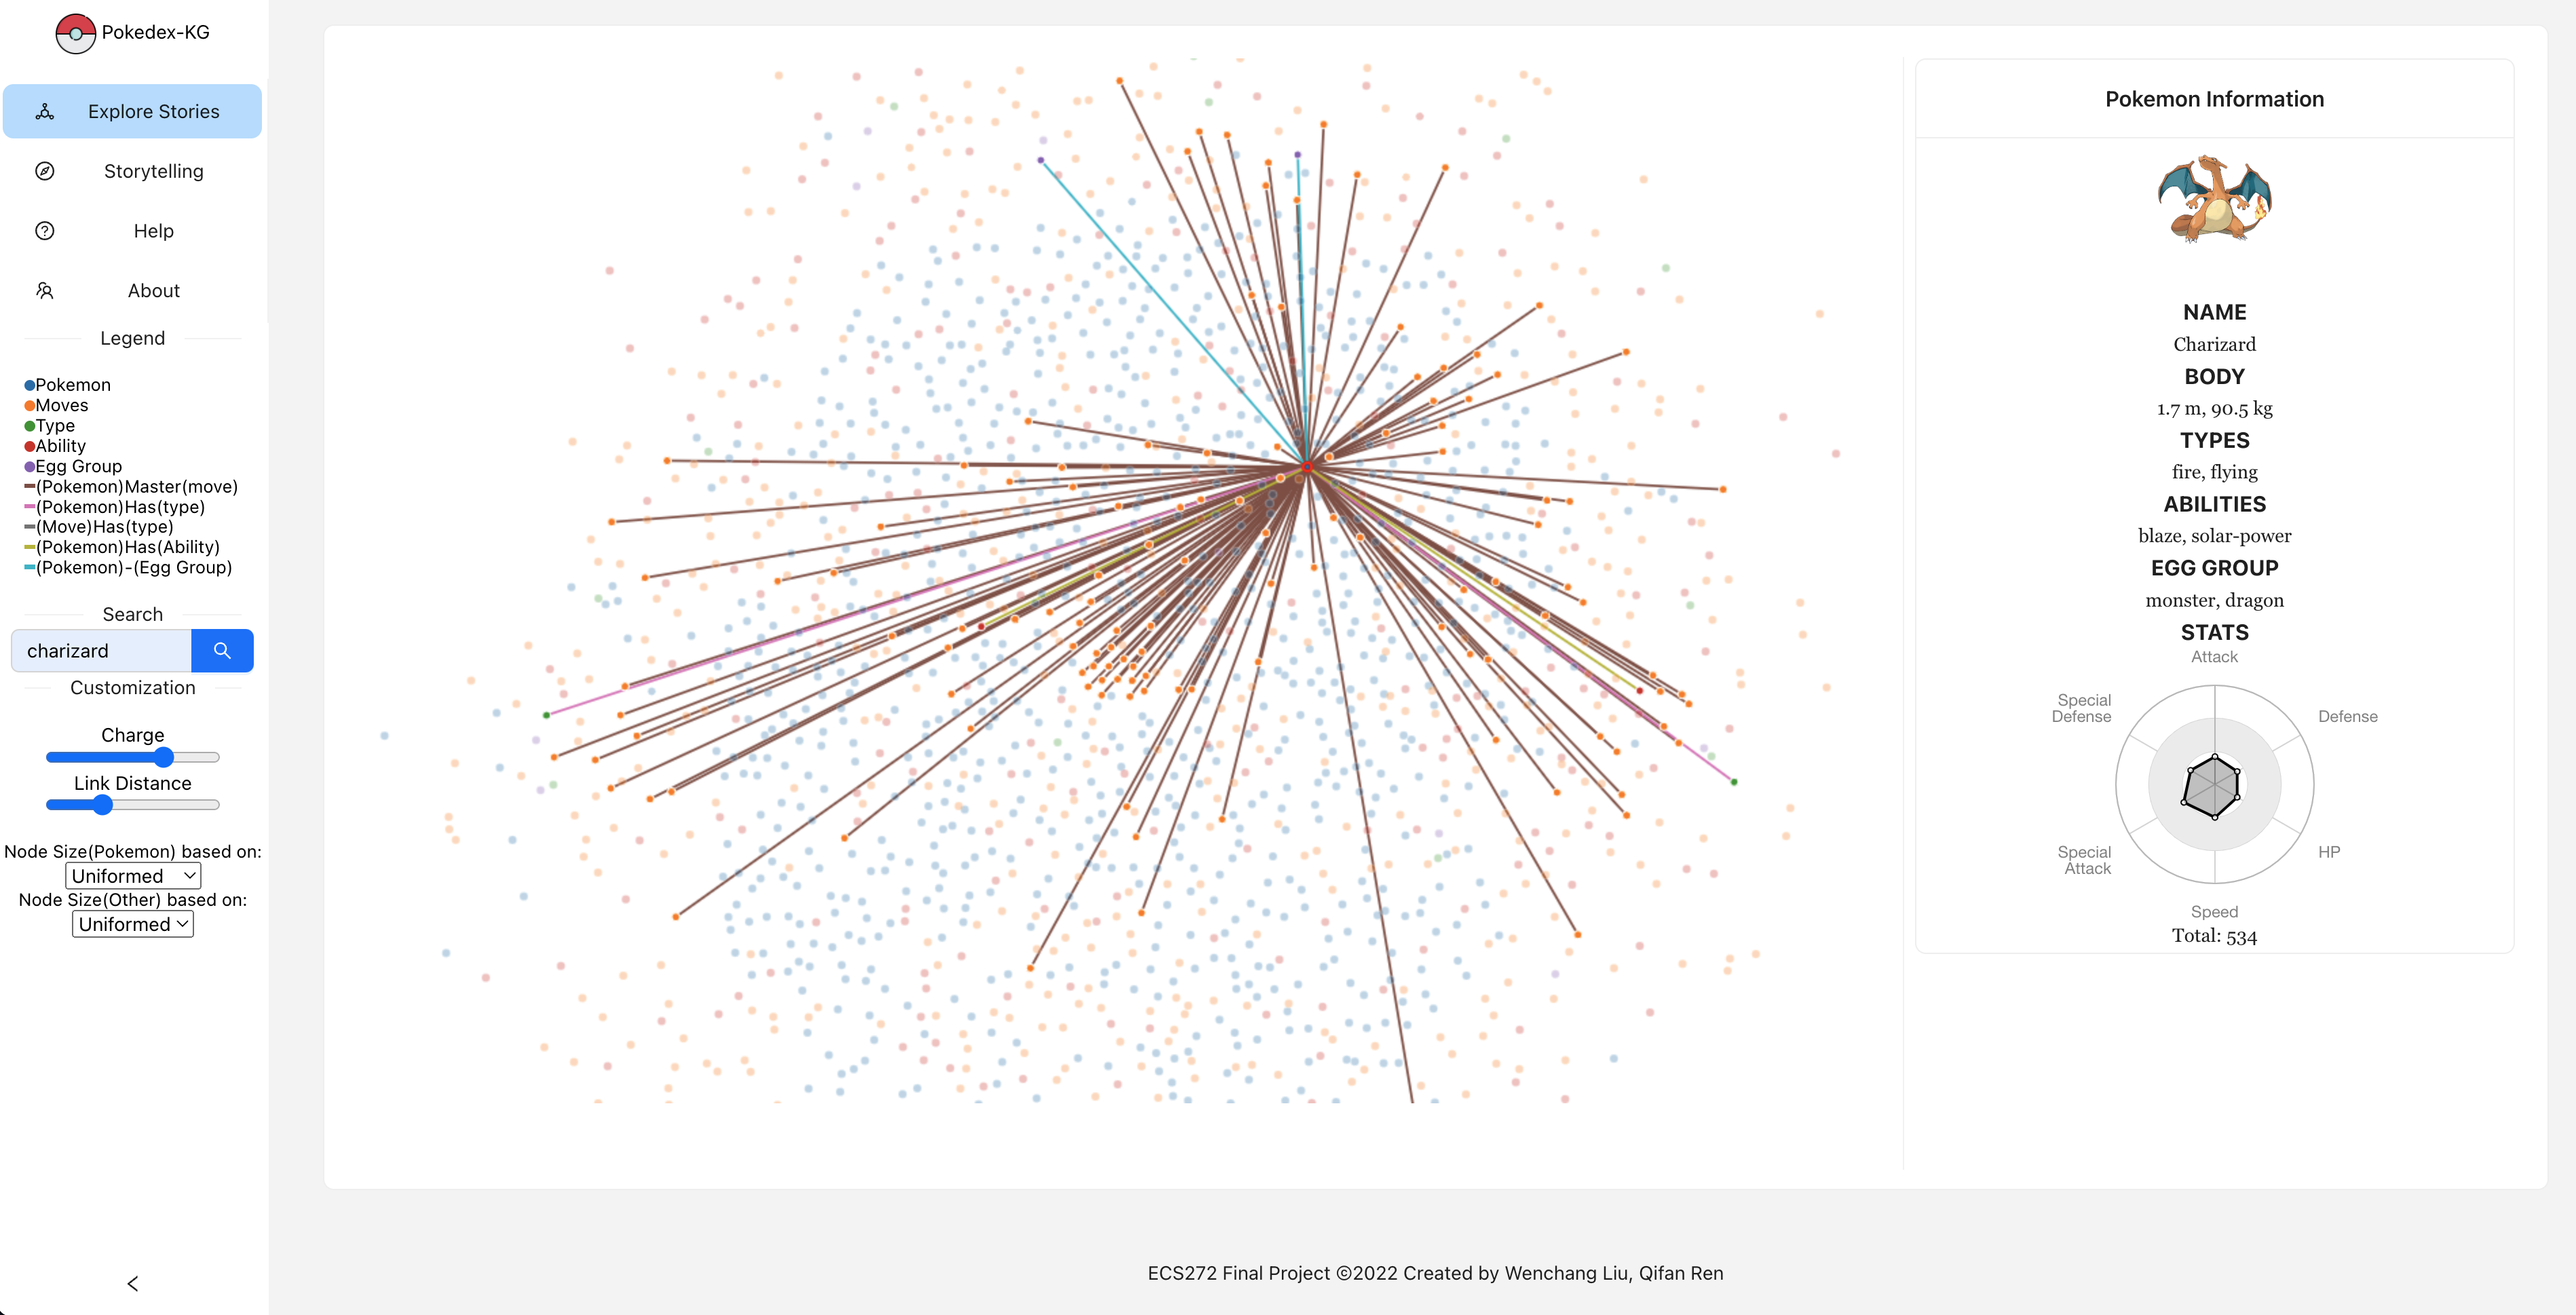 Pokedex-KG
Explore Stories
Storytelling
Help
About
Legend
Pokemon
Moves
Type
Ability
Egg Group
(Pokemon)Master(move)
(Pokemon)Has(type)
(Move)Has(type)
(Pokemon)Has(Ability)
(Pokemon)-(Egg Group)
Search
charizard
Customization
Charge
Link Distance
Node Size(Pokemon) based on:
Uniformed
Node Size(Other) based on:
Uniformed
Pokemon Information
NAME
Charizard
BODY
1.7 m, 90.5 kg
TYPES
fire, flying
ABILITIES
blaze, solar-power
EGG GROUP
monster, dragon
STATS
Attack
Special
Defense
Defense
Special
Attack
HP
Speed
Total: 534
ECS272 Final Project ©2022 Created by Wenchang Liu, Qifan Ren